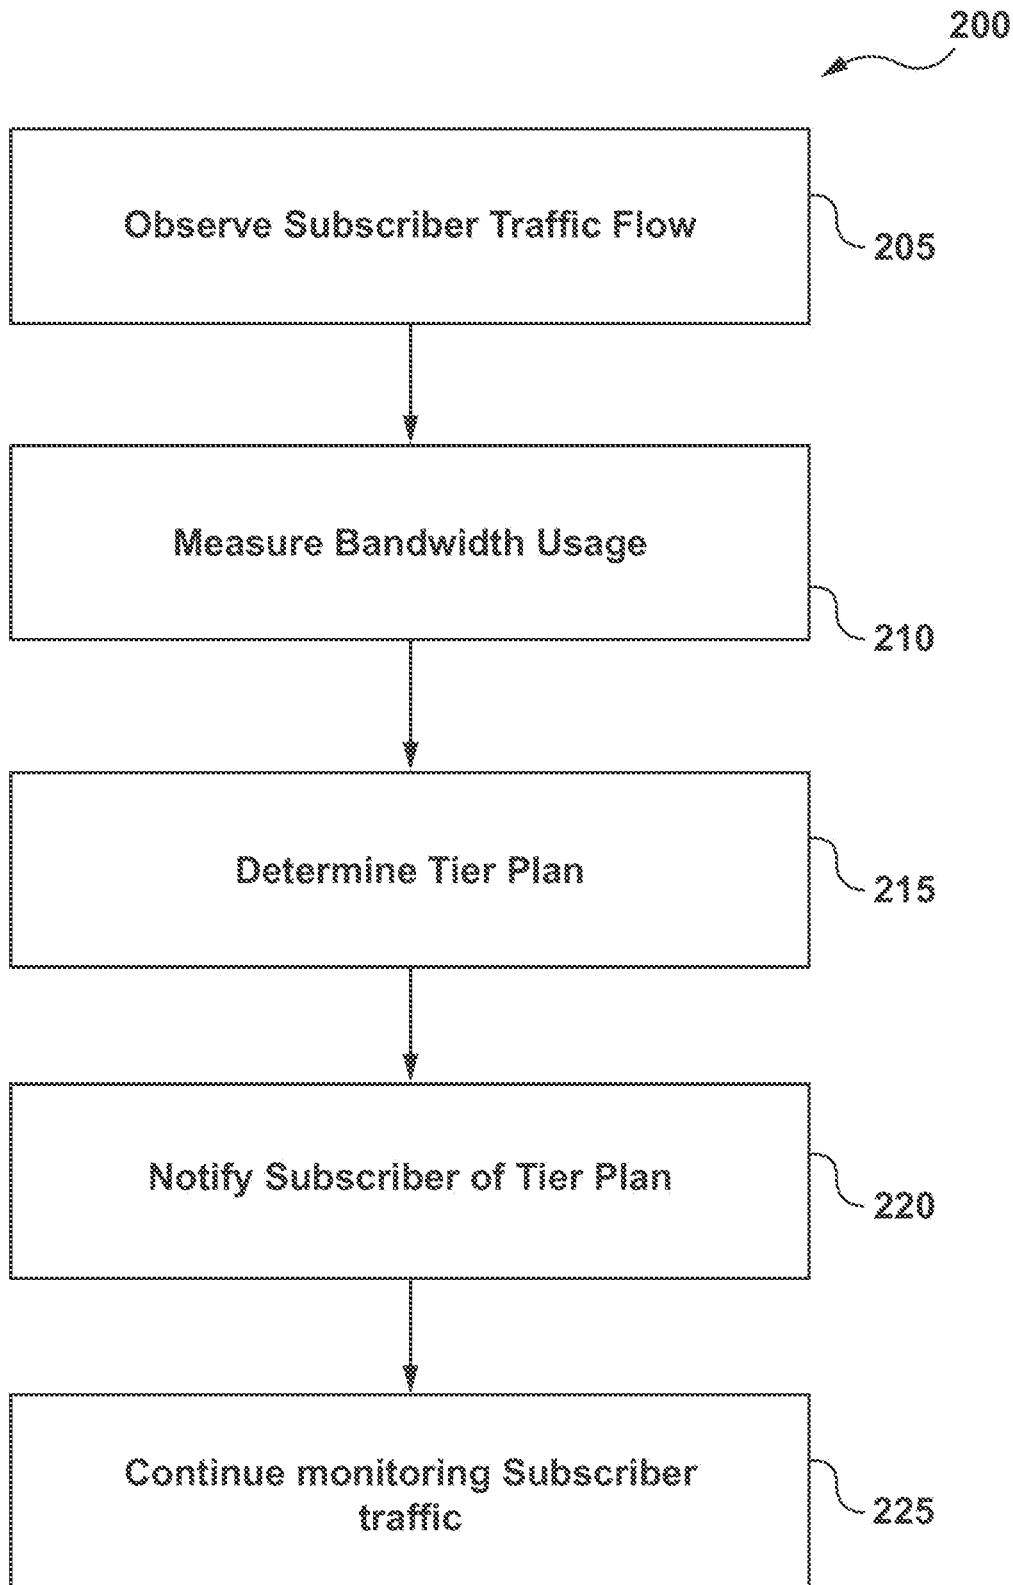 200
Observe Subscriber Traffic Flow
205
Measure Bandwidth Usage
210
Determine Tier Plan
215
Notify Subscriber of Tier Plan
220
Continue monitoring Subscriber
traffic
225